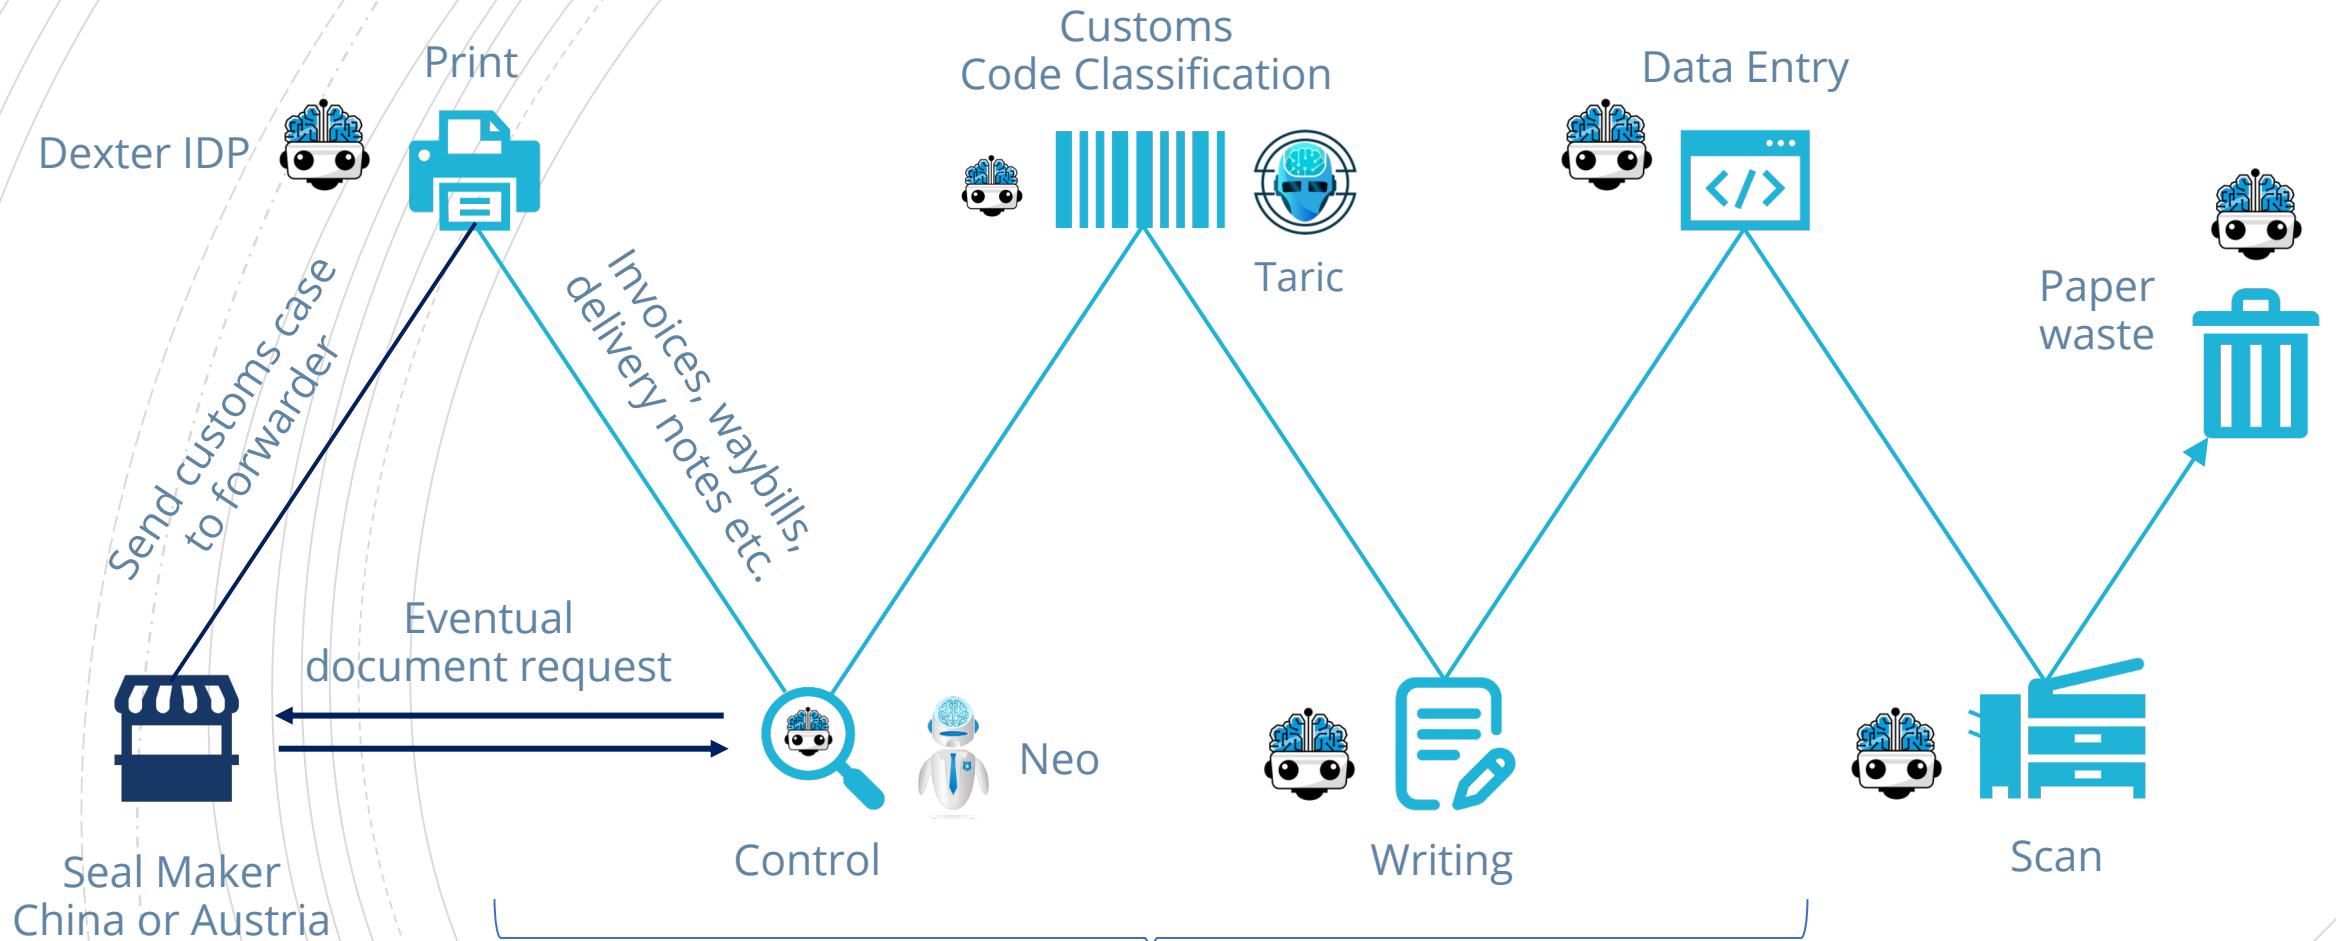 Customs
Code Classification
Print
Data Entry
Dexter IDP
Taric
Paper
waste
Send customs case
to forwarder
Invoices, waybills,
delivery notes etc.
Eventual
document request
Neo
Control
Writing
Scan
Seal Maker
China or Austria